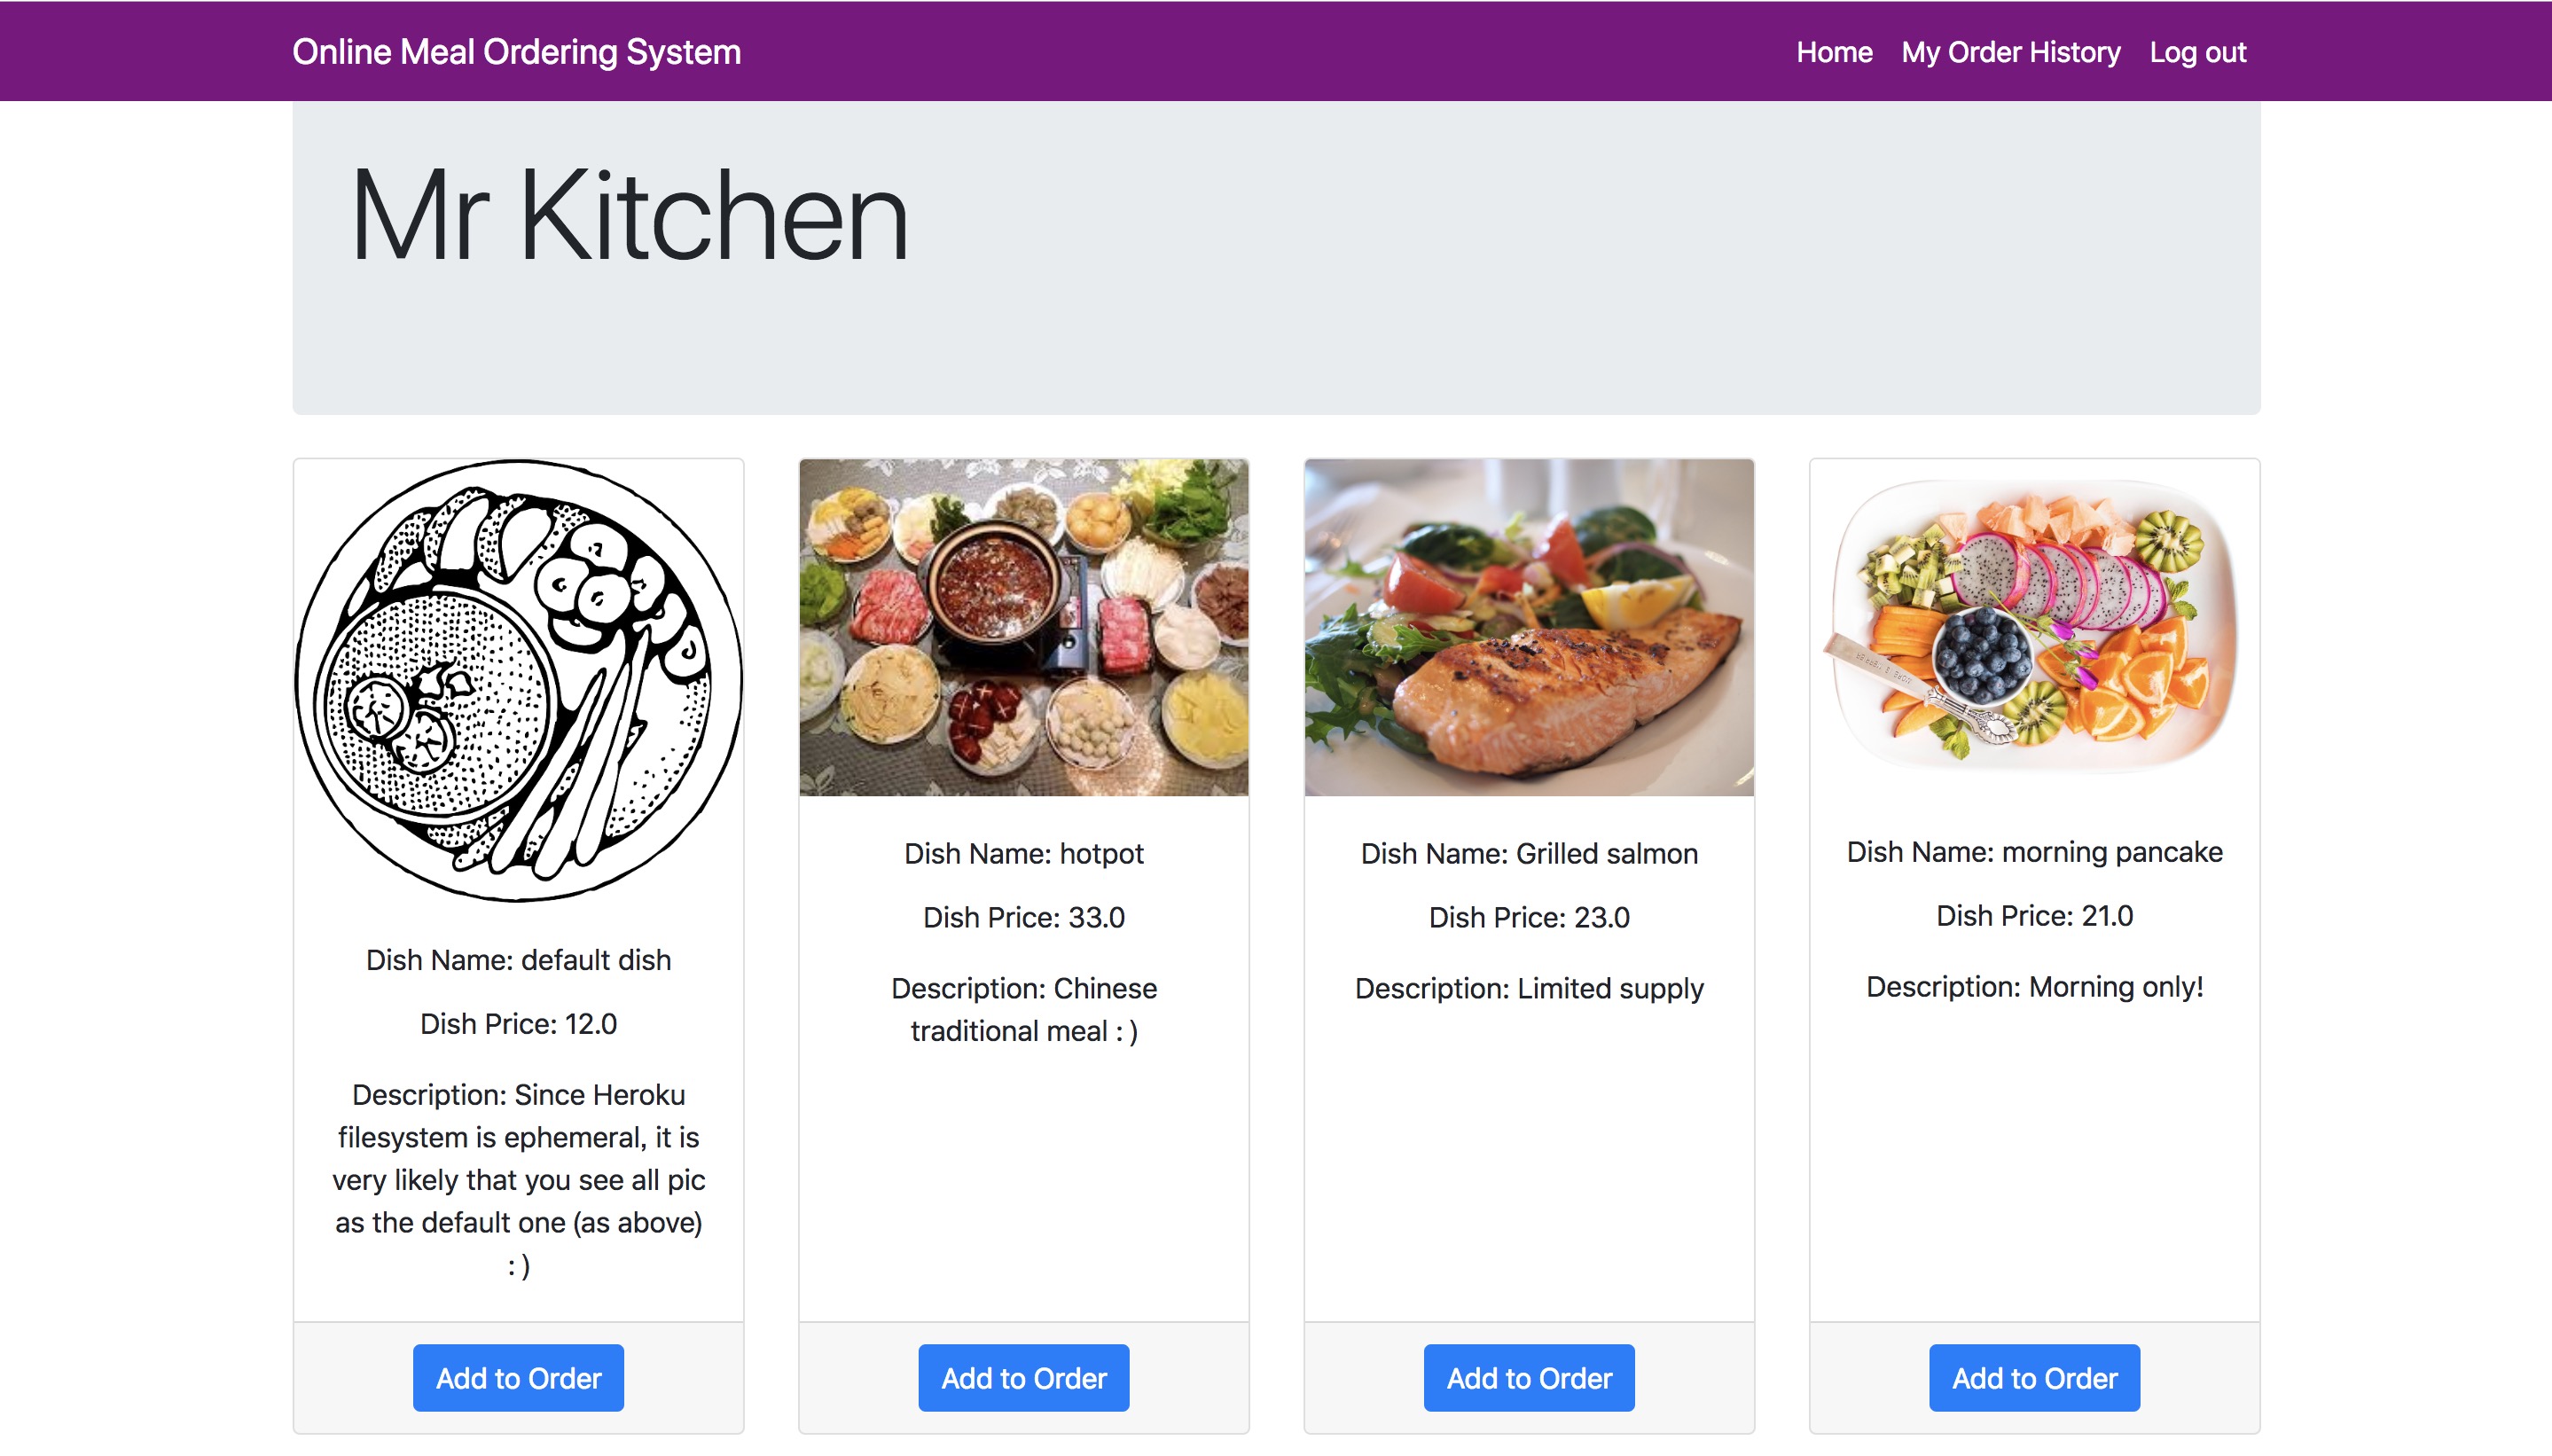 Online Meal Ordering System
Home My Order History Log out
Mr Kitchen
Dish Name: default dish
Dish Price: 12.0
Description: Since Heroku
filesystem is ephemeral, it is
very likely that you see all pic
as the default one (as above)
: )
Add to Order
Dish Name: hotpot
Dish Price: 33.0
Description: Chinese
traditional meal : )
Add to Order
Dish Name: Grilled salmon
Dish Price: 23.0
Description: Limited supply
Add to Order
Dish Name: morning pancake
Dish Price: 21.0
Description: Morning only!
Add to Order